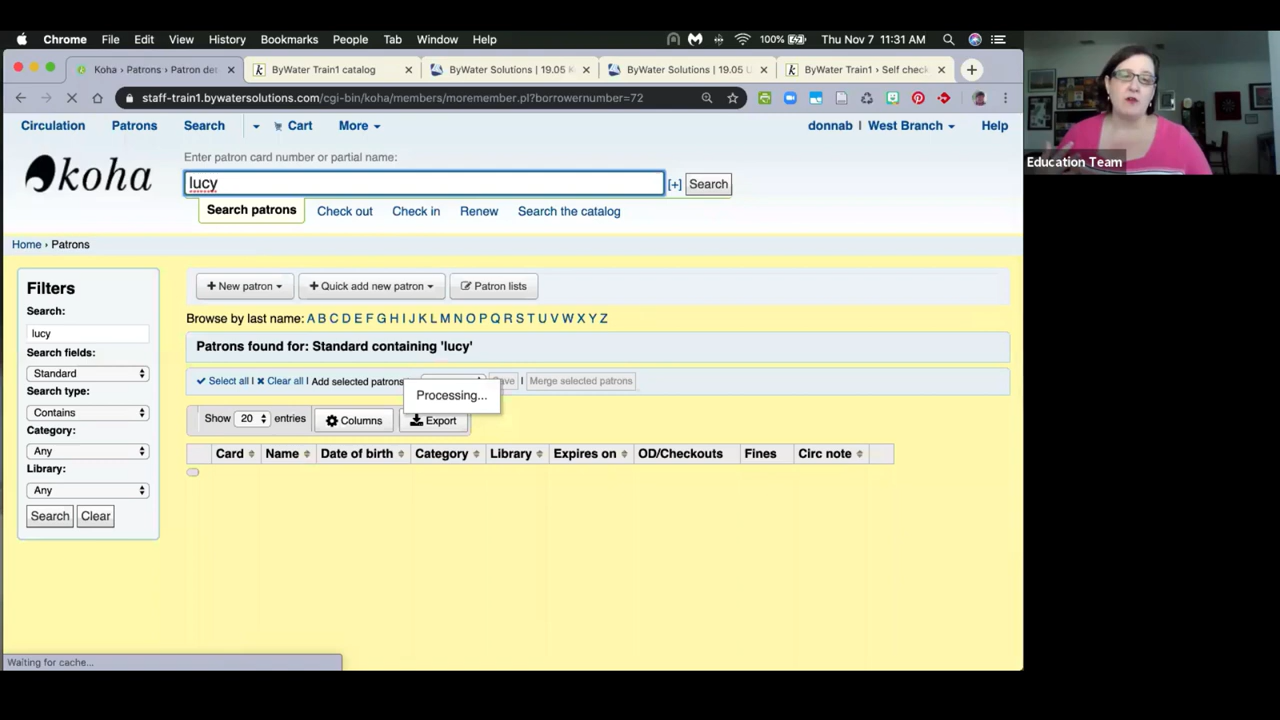 Chrome File Edit View History Bookmarks People Tab Window Help 100% Thu Nov 7 11:31 AM
Koha › Patrons › Patron det × ByWater Train1 catalog × ByWater Solutions | 19.05 × ByWater Solutions | 19.05 × ByWater Train1 › Self check ×
staff-train1.bywatersolutions.com/cgi-bin/koha/members/moremember.pl?borrowernumber=72
Circulation Patrons Search Cart More donnab | West Branch Help
Enter patron card number or partial name:
koha
lucy [+] Search
Search patrons Check out Check in Renew Search the catalog
Education Team
Home › Patrons
Filters
Search:
lucy
Search fields:
Standard
Search type:
Contains
Category:
Any
Library:
Any
Search Clear
+ New patron + Quick add new patron Patron lists
Browse by last name: A B C D E F G H I J K L M N O P Q R S T U V W X Y Z
Patrons found for: Standard containing 'lucy'
Select all | Clear all | Add selected patrons | Merge selected patrons
Processing...
Show 20 entries Columns Export
Card Name Date of birth Category Library Expires on OD/Checkouts Fines Circ note
Waiting for cache...